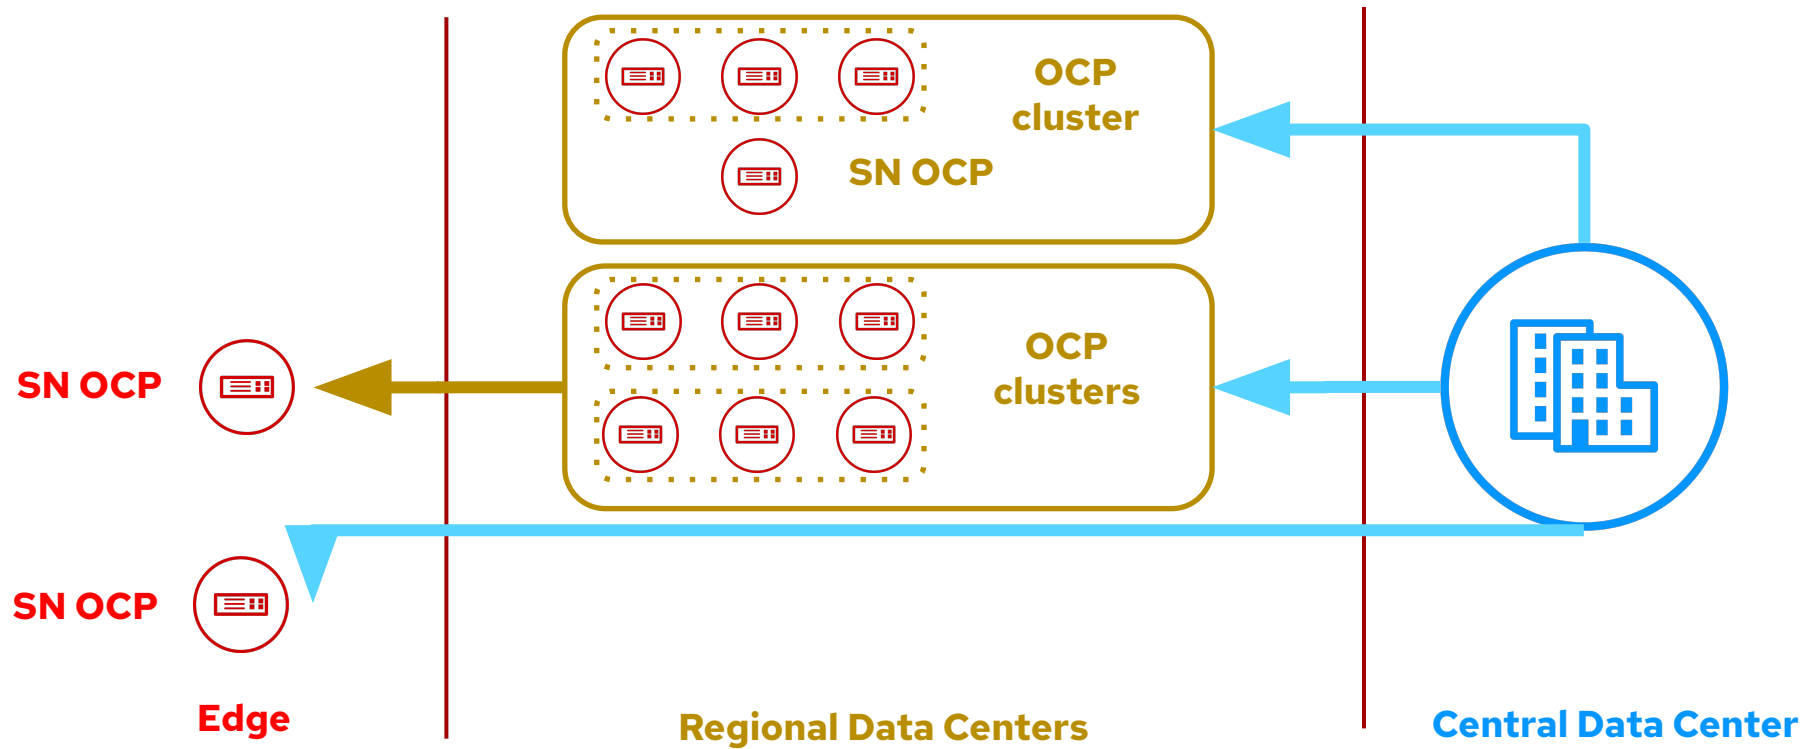 OCP
cluster
SN OCP
OCP
clusters
SN OCP
SN OCP
Edge
Regional Data Centers
Central Data Center